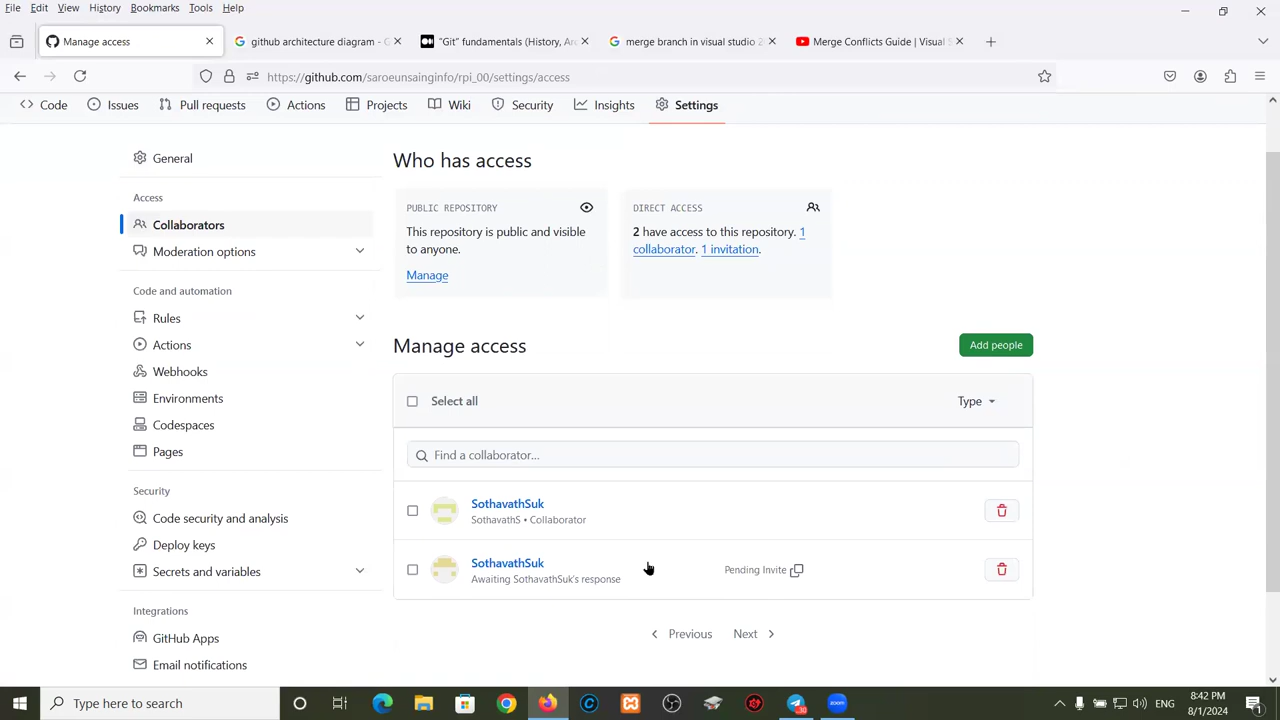 File Edit View History Bookmarks Tools Help
Manage access
github architecture diagram - G
"Git" fundamentals (History, Ar
merge branch in visual studio 2
Merge Conflicts Guide | Visual S
https://github.com/saroeunsainginfo/rpi_00/settings/access
Code Issues Pull requests Actions Projects Wiki Security Insights Settings
General
Access
Collaborators
Moderation options
Code and automation
Rules
Actions
Webhooks
Environments
Codespaces
Pages
Security
Code security and analysis
Deploy keys
Secrets and variables
Integrations
GitHub Apps
Email notifications
Who has access
PUBLIC REPOSITORY
This repository is public and visible
to anyone.
Manage
DIRECT ACCESS
2 have access to this repository. 1
collaborator. 1 invitation.
Manage access
Add people
Select all
Type
Find a collaborator...
SothavathSuk
SothavathS • Collaborator
SothavathSuk
Awaiting SothavathSuk's response
Pending Invite
Previous Next
Type here to search
30
zoom
ENG
8:42 PM
8/1/2024
1